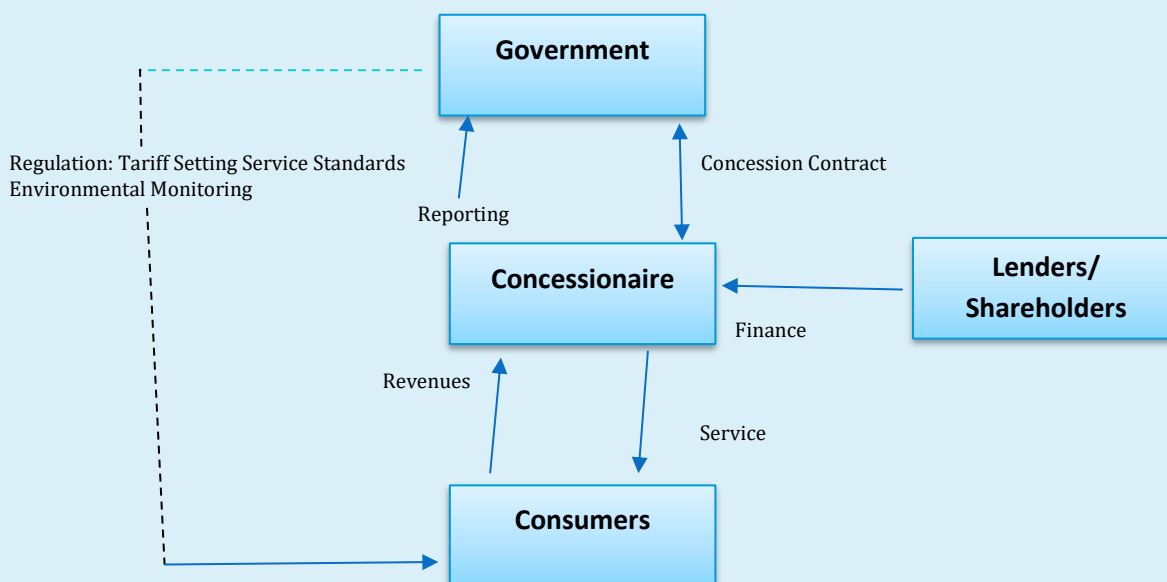 Government
Regulation: Tariff Setting Service Standards
Environmental Monitoring
Concession Contract
Reporting
Concessionaire
Lenders/
Shareholders
Finance
Revenues
Service
Consumers